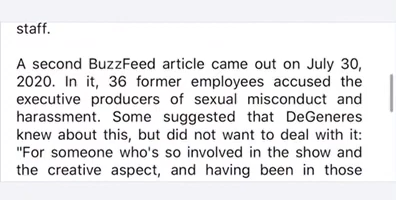 staff.
A second BuzzFeed article came out on July 30,
2020. In it, 36 former employees accused the
executive producers of sexual misconduct and
harassment. Some suggested that DeGeneres
knew about this, but did not want to deal with it:
"For someone who's so involved in the show and
the creative aspect, and having been in those